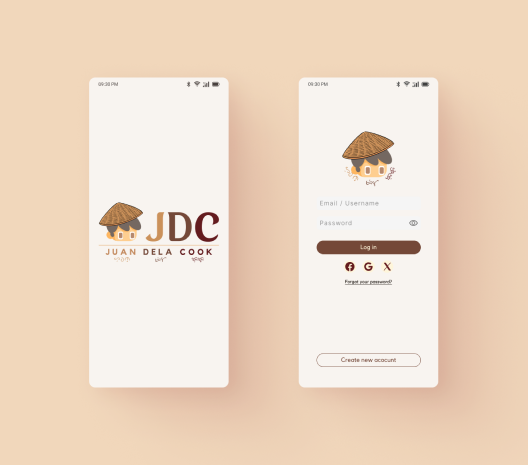 09:30 PM
JDC
JUAN DELA COOK
09:30 PM
Email / Username
Password
Log in
Forgot your password?
Create new acocunt